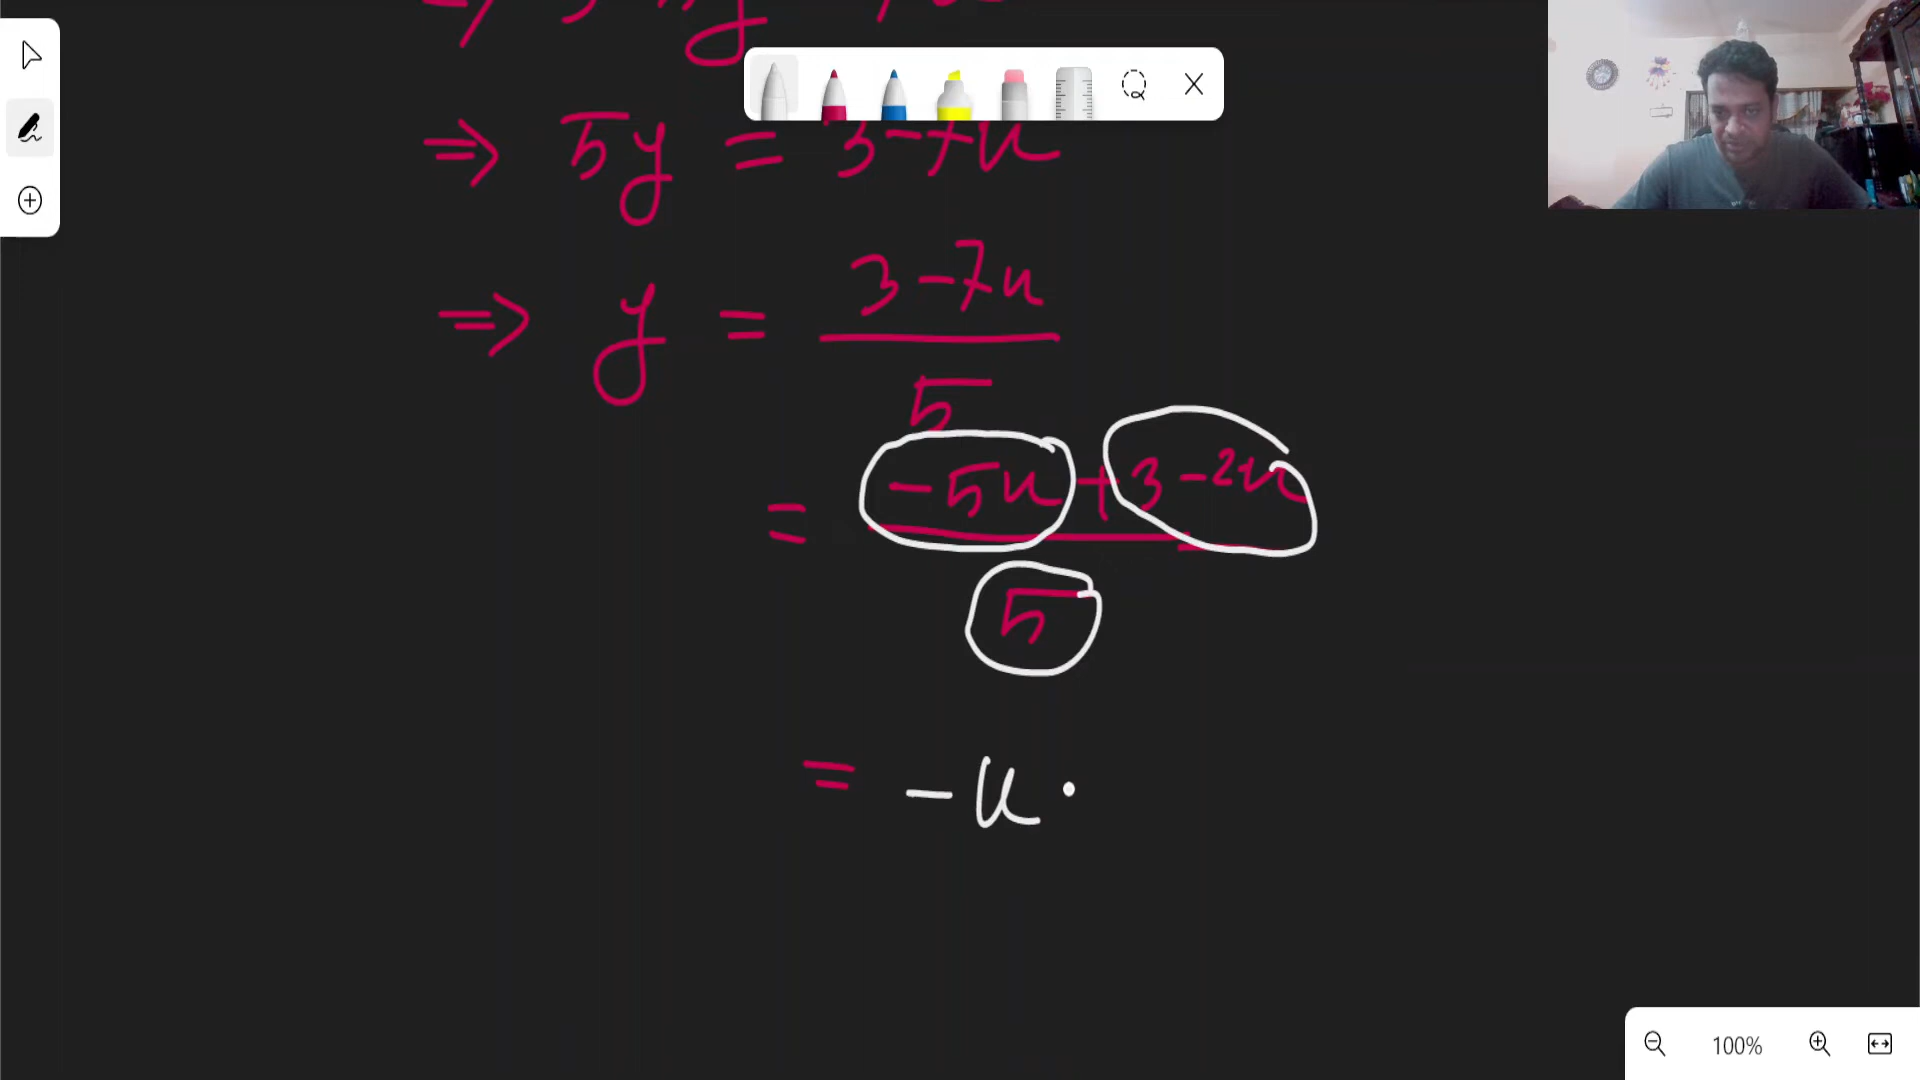 ⇒ 5y = 3-7x
⇒ y = 3-7x
5
= -5x+3-2x
5
= -x
100%